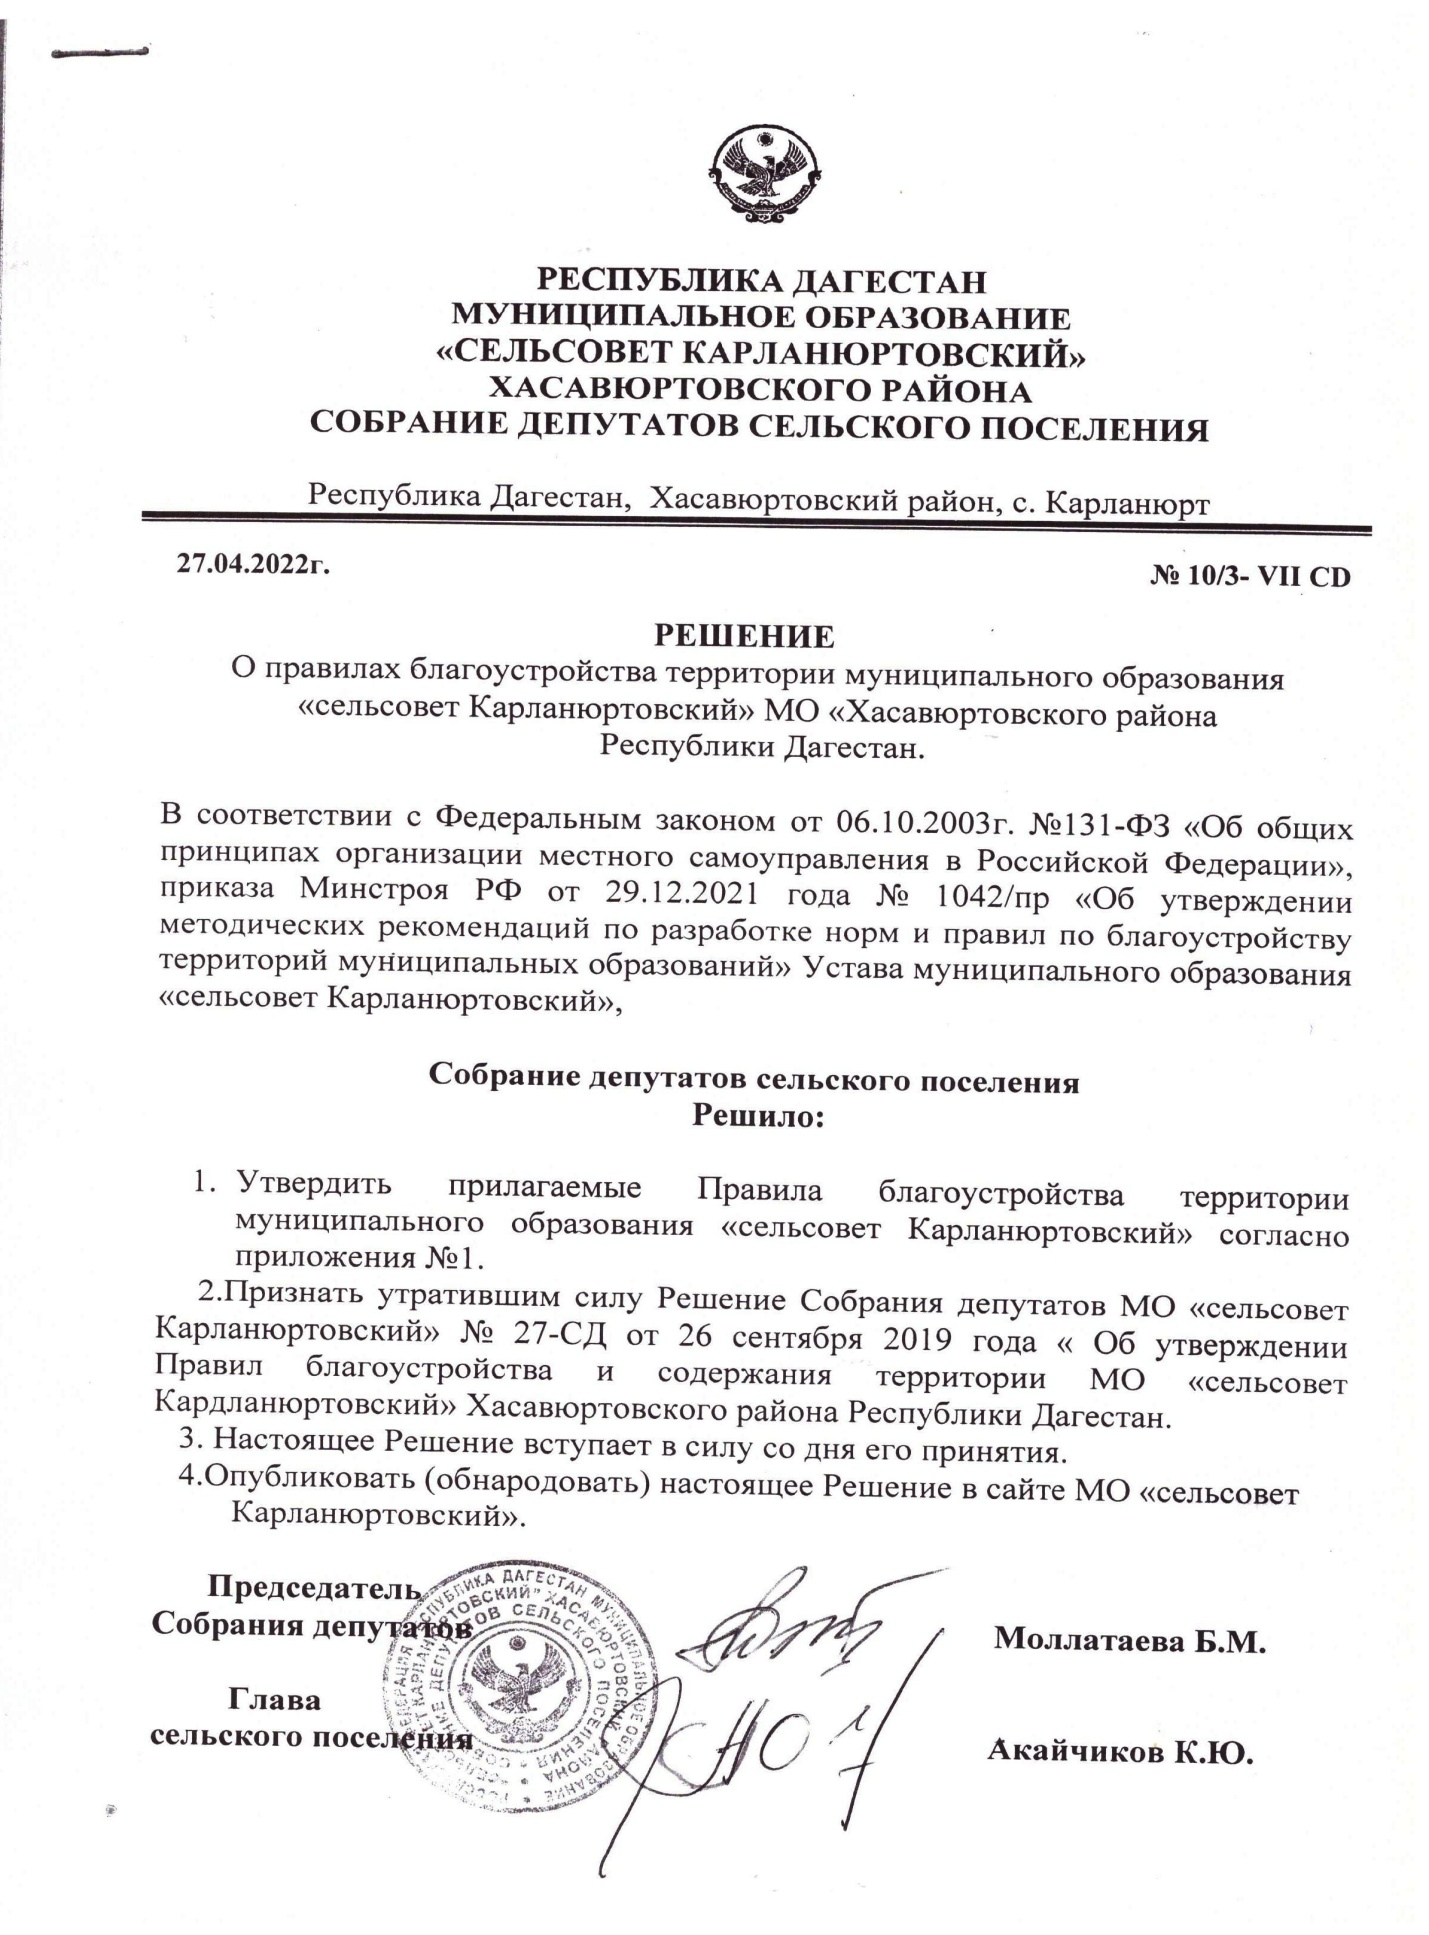 РЕСПУБЛИКА ДАГЕСТАН
МУНИЦИПАЛЬНОЕ ОБРАЗОВАНИЕ
«СЕЛЬСОВЕТ КАРЛАНЮРТОВСКИЙ»
ХАСАВЮРТОВСКОГО РАЙОНА
СОБРАНИЕ ДЕПУТАТОВ СЕЛЬСКОГО ПОСЕЛЕНИЯ
Республика Дагестан, Хасавюртовский район, с. Карланюрт
27.04.2022г. № 10/3- VII CD
РЕШЕНИЕ
О правилах благоустройства территории муниципального образования
«сельсовет Карланюртовский» МО «Хасавюртовского района
Республики Дагестан.
В соответствии с Федеральным законом от 06.10.2003г. №131-ФЗ «Об общих
принципах организации местного самоуправления в Российской Федерации»,
приказа Минстроя РФ от 29.12.2021 года № 1042/пр «Об утверждении
методических рекомендаций по разработке норм и правил по благоустройству
территорий муниципальных образований» Устава муниципального образования
«сельсовет Карланюртовский»,
Собрание депутатов сельского поселения
Решило:
1. Утвердить прилагаемые Правила благоустройства территории
муниципального образования «сельсовет Карланюртовский» согласно
приложения №1.
2.Признать утратившим силу Решение Собрания депутатов МО «сельсовет
Карланюртовский» № 27-СД от 26 сентября 2019 года « Об утверждении
Правил благоустройства и содержания территории МО «сельсовет
Кардланюртовский» Хасавюртовского района Республики Дагестан.
3. Настоящее Решение вступает в силу со дня его принятия.
4.Опубликовать (обнародовать) настоящее Решение в сайте МО «сельсовет
Карланюртовский».
Председатель
Собрания депутатов Моллатаева Б.М.
Глава
сельского поселения Акайчиков К.Ю.